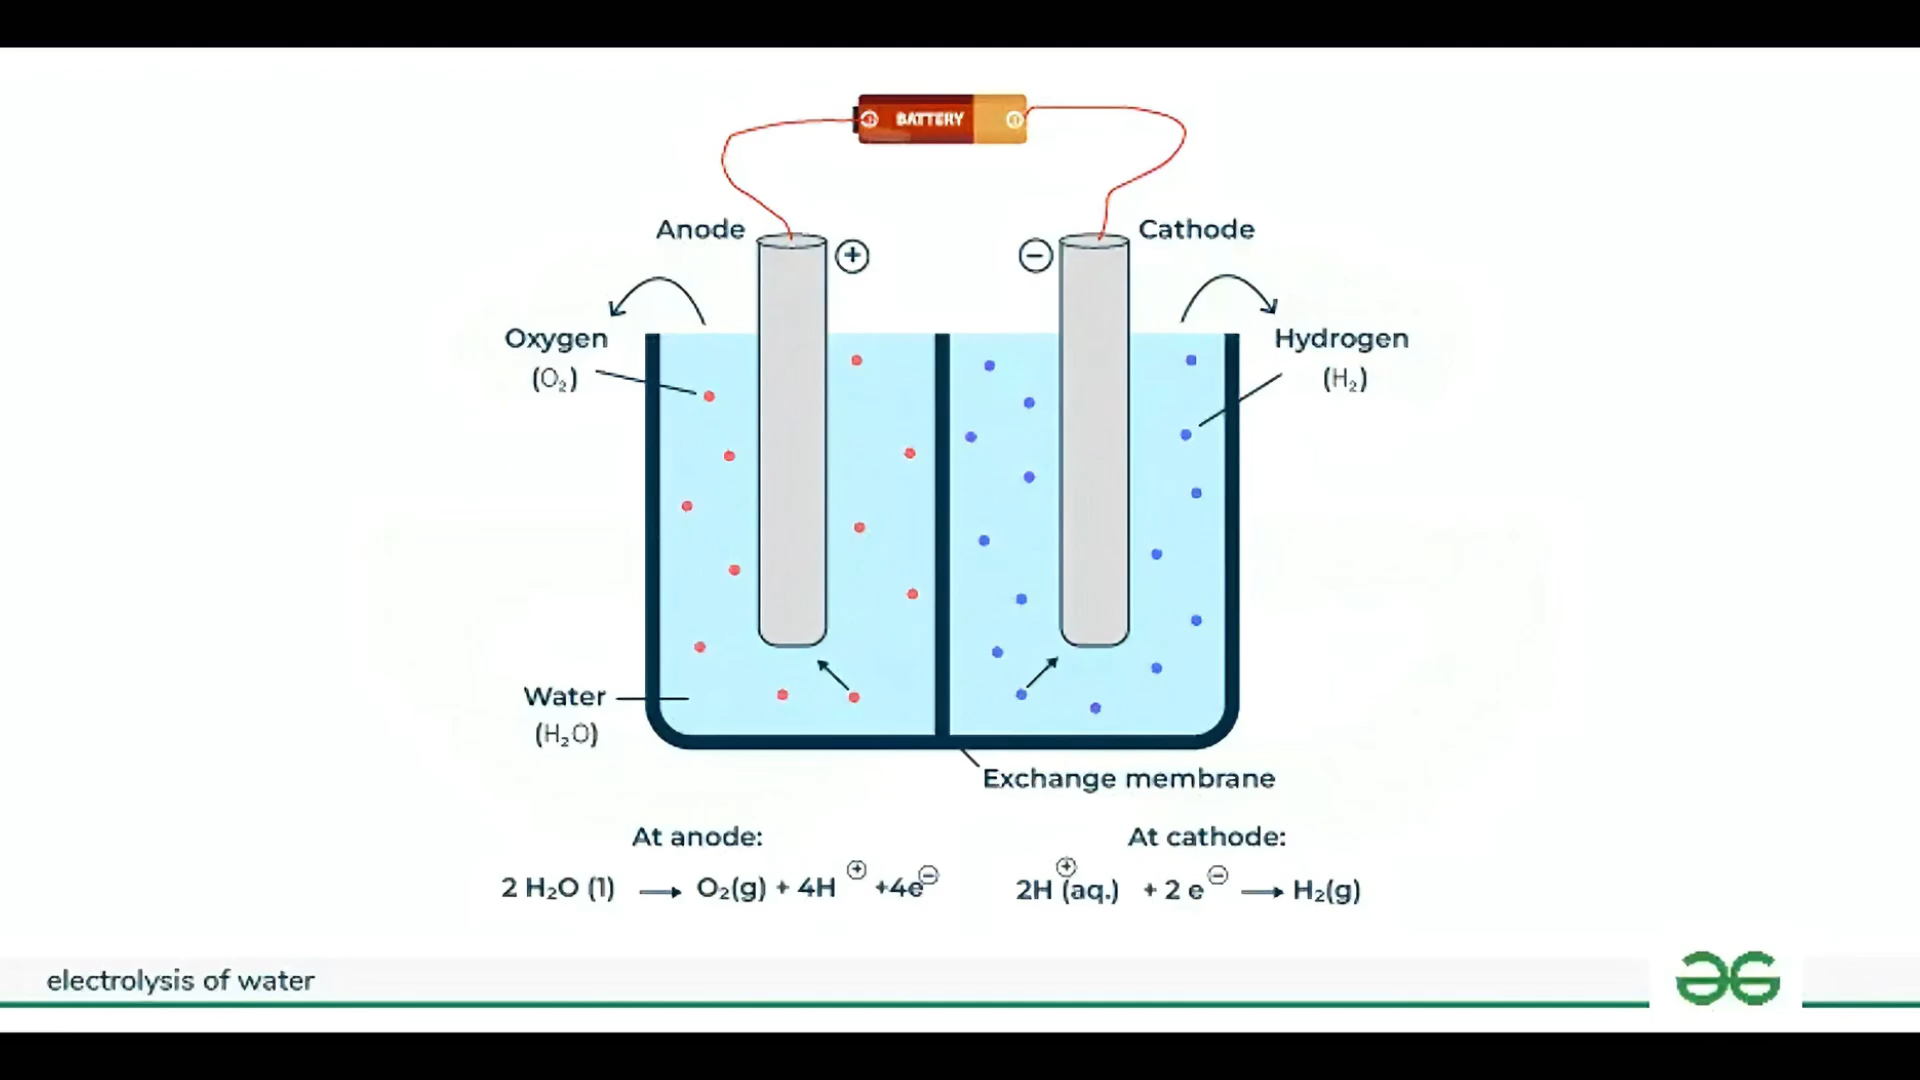 BATTERY
Anode
+
−
Cathode
Oxygen
(O₂)
Hydrogen
(H₂)
Water
(H₂O)
Exchange membrane
At anode:
At cathode:
2 H₂O (1) ⟶ O₂(g) + 4H⊕ +4e⊖
2H⊕(aq.) + 2 e⊖ ⟶ H₂(g)
electrolysis of water